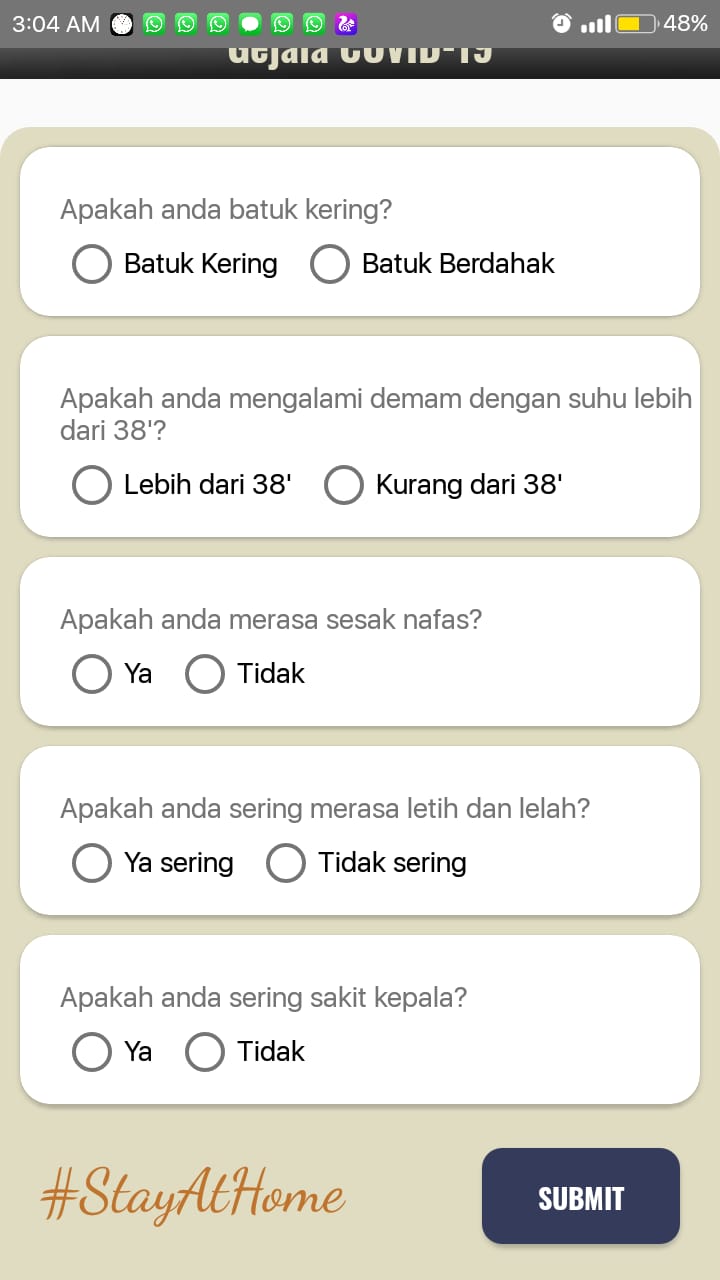 3:04 AM 48%
Gejala COVID-19
Apakah anda batuk kering?
Batuk Kering Batuk Berdahak
Apakah anda mengalami demam dengan suhu lebih
dari 38'?
Lebih dari 38' Kurang dari 38'
Apakah anda merasa sesak nafas?
Ya Tidak
Apakah anda sering merasa letih dan lelah?
Ya sering Tidak sering
Apakah anda sering sakit kepala?
Ya Tidak
#StayAtHome
SUBMIT